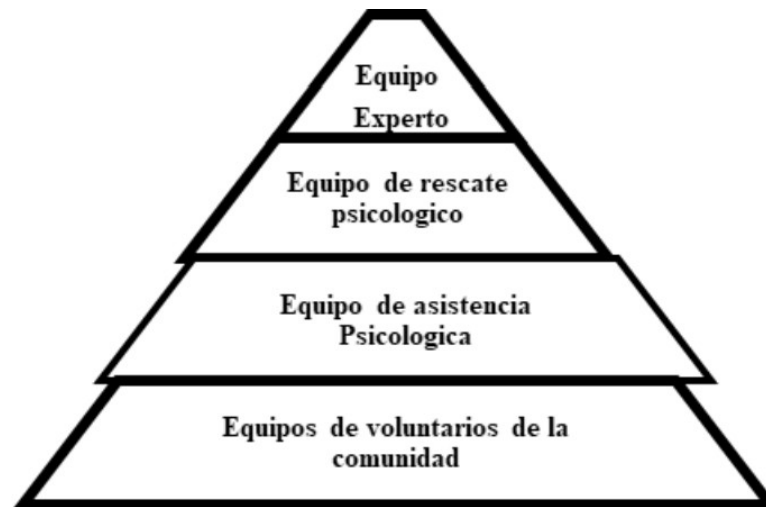 Equipo
Experto
Equipo de rescate
psicologico
Equipo de asistencia
Psicologica
Equipos de voluntarios de la
comunidad